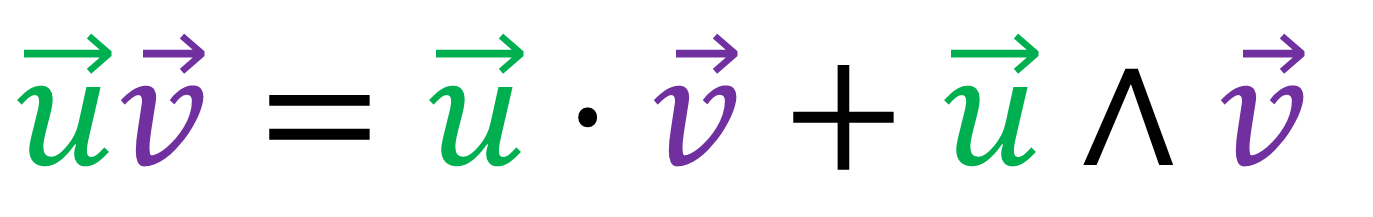 u⃗v⃗ = u⃗ · v⃗ + u⃗ ∧ v⃗